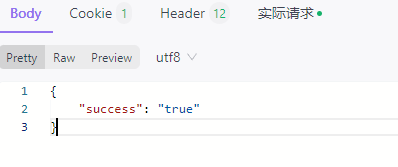 Body Cookie 1 Header 12 实际请求
Pretty Raw Preview utf8
1 {
2 "success": "true"
3 }